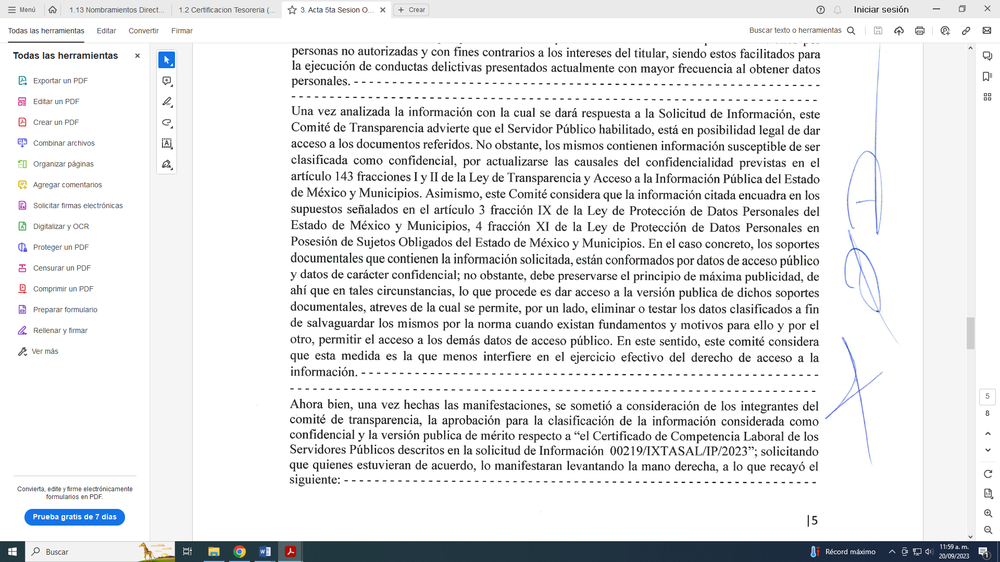 Menú
1.13 Nombramientos Direct...
1.2 Certificacion Tesoreria (...
3. Acta 5ta Sesion O...
Crear
Iniciar sesión
Todas las herramientas
Editar
Convertir
Firmar
Buscar texto o herramientas
Todas las herramientas
Exportar un PDF
Editar un PDF
Crear un PDF
Combinar archivos
Organizar páginas
Agregar comentarios
Solicitar firmas electrónicas
Digitalizar y OCR
Proteger un PDF
Censurar un PDF
Comprimir un PDF
Preparar formulario
Rellenar y firmar
Ver más
Convierta, edite y firme electrónicamente
formularios en PDF.
Prueba gratis de 7 días
personas no autorizadas y con fines contrarios a los intereses del titular, siendo estos facilitados para
la ejecución de conductas delictivas presentados actualmente con mayor frecuencia al obtener datos
personales. - - - - - - - - - - - - - - - - - - - - - - - - - - - - - - - - - - - - - - - - - - - - - - - - - - - - - - - - - - - - - - - - - - - - - - - - - -
- - - - - - - - - - - - - - - - - - - - - - - - - - - - - - - - - - - - - - - - - - - - - - - - - - - - - - - - - - - - - - - - - - - - - - - - - - - - - - - - - - - -
Una vez analizada la información con la cual se dará respuesta a la Solicitud de Información, este
Comité de Transparencia advierte que el Servidor Público habilitado, está en posibilidad legal de dar
acceso a los documentos referidos. No obstante, los mismos contienen información susceptible de ser
clasificada como confidencial, por actualizarse las causales del confidencialidad previstas en el
artículo 143 fracciones I y II de la Ley de Transparencia y Acceso a la Información Pública del Estado
de México y Municipios. Asimismo, este Comité considera que la información citada encuadra en los
supuestos señalados en el artículo 3 fracción IX de la Ley de Protección de Datos Personales del
Estado de México y Municipios, 4 fracción XI de la Ley de Protección de Datos Personales en
Posesión de Sujetos Obligados del Estado de México y Municipios. En el caso concreto, los soportes
documentales que contienen la información solicitada, están conformados por datos de acceso público
y datos de carácter confidencial; no obstante, debe preservarse el principio de máxima publicidad, de
ahí que en tales circunstancias, lo que procede es dar acceso a la versión publica de dichos soportes
documentales, atreves de la cual se permite, por un lado, eliminar o testar los datos clasificados a fin
de salvaguardar los mismos por la norma cuando existan fundamentos y motivos para ello y por el
otro, permitir el acceso a los demás datos de acceso público. En este sentido, este comité considera
que esta medida es la que menos interfiere en el ejercicio efectivo del derecho de acceso a la
información. - - - - - - - - - - - - - - - - - - - - - - - - - - - - - - - - - - - - - - - - - - - - - - - - - - - - - - - - - - - - - - - - - - - - - - - -
- - - - - - - - - - - - - - - - - - - - - - - - - - - - - - - - - - - - - - - - - - - - - - - - - - - - - - - - - - - - - - - - - - - - - - - - - - - - - - - - - - - -
Ahora bien, una vez hechas las manifestaciones, se sometió a consideración de los integrantes del
comité de transparencia, la aprobación para la clasificación de la información considerada como
confidencial y la versión publica de mérito respecto a “el Certificado de Competencia Laboral de los
Servidores Públicos descritos en la solicitud de Información 00219/IXTASAL/IP/2023”; solicitando
que quienes estuvieran de acuerdo, lo manifestaran levantando la mano derecha, a lo que recayó el
siguiente: - - - - - - - - - - - - - - - - - - - - - - - - - - - - - - - - - - - - - - - - - - - - - - - - - - - - - - - - - - - - - - - - - - - - - - - - - -
|5
5
8
Buscar
Récord máximo
11:59 a. m.
20/09/2023
1